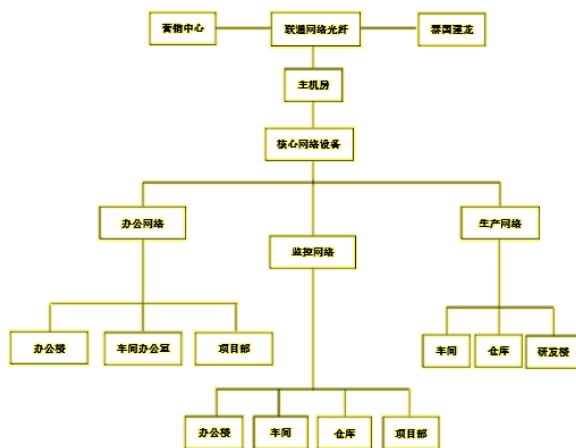 营销中心
联通网络光纤
泰国莲龙
主机房
核心网络设备
办公网络
监控网络
生产网络
办公楼
车间办公室
项目部
车间
仓库
研发楼
办公楼
车间
仓库
项目部